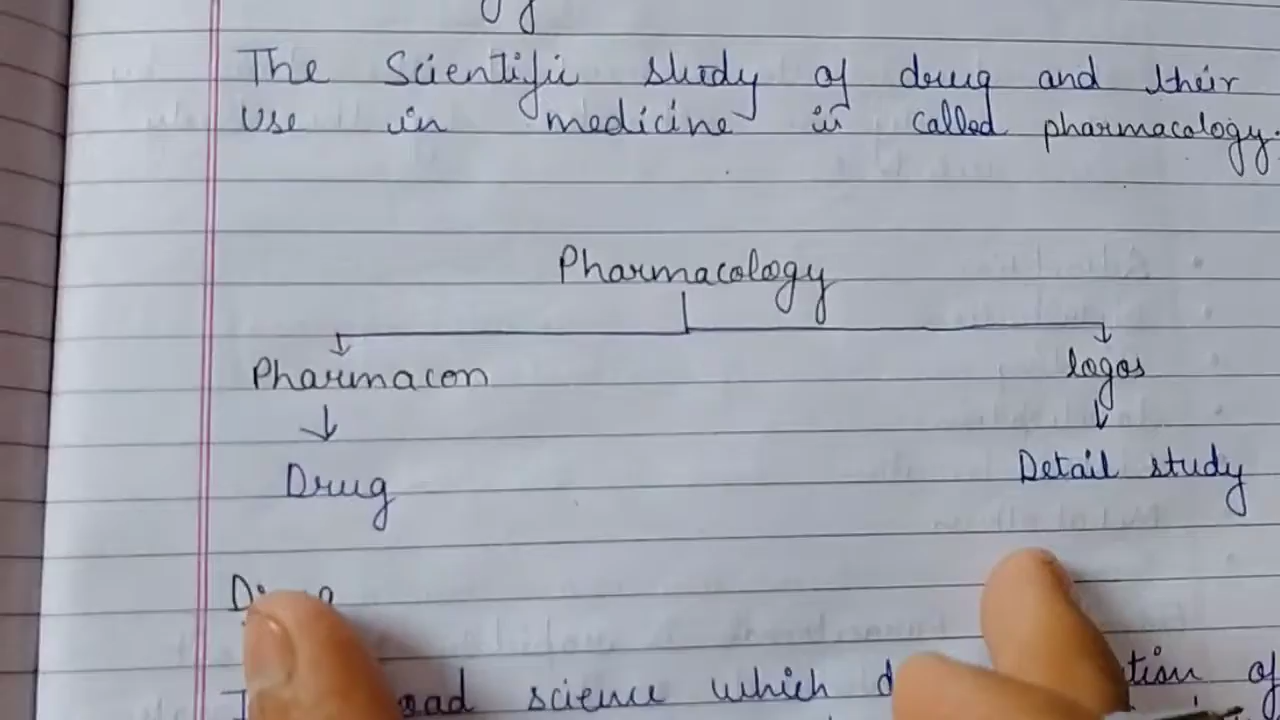 The Scientific study of drug and their
use in medicine is called pharmacology.
Pharmacology
Pharmacon
logos
Drug
Detail study
science which
of